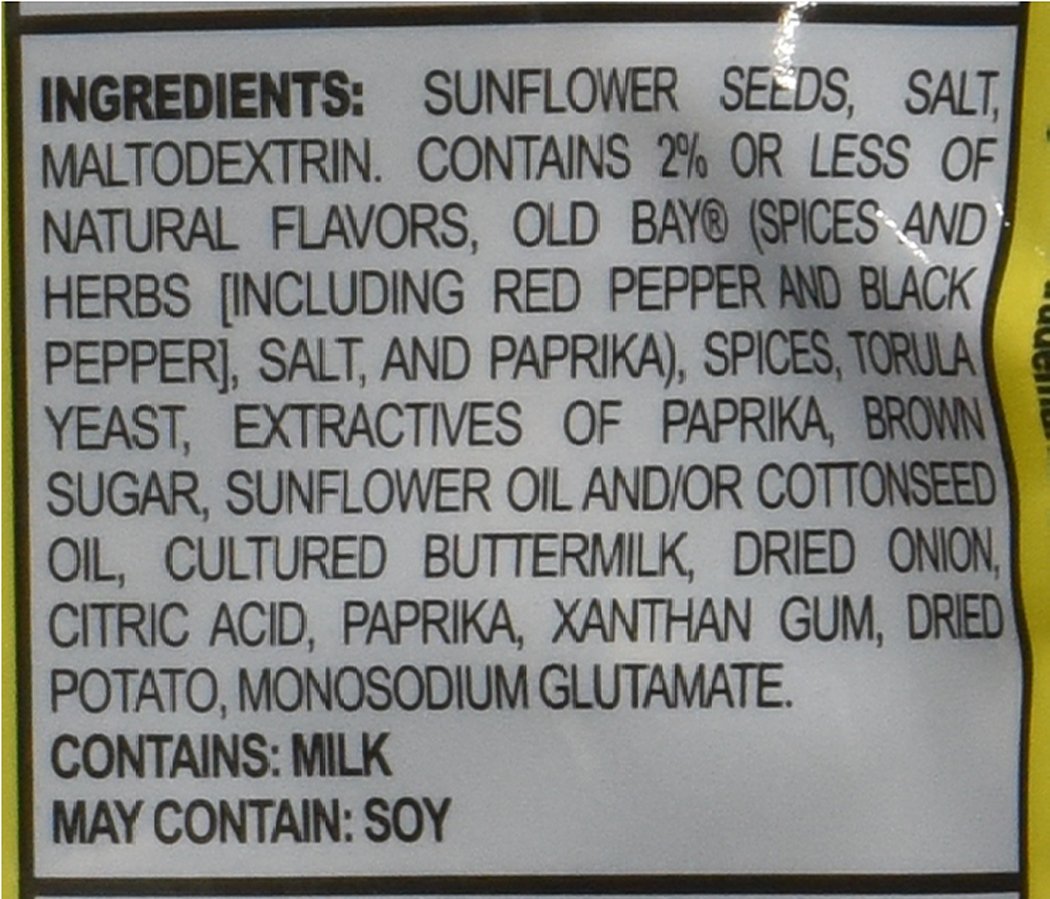 INGREDIENTS: SUNFLOWER SEEDS, SALT,
MALTODEXTRIN. CONTAINS 2% OR LESS OF
NATURAL FLAVORS, OLD BAY® (SPICES AND
HERBS [INCLUDING RED PEPPER AND BLACK
PEPPER], SALT, AND PAPRIKA), SPICES, TORULA
YEAST, EXTRACTIVES OF PAPRIKA, BROWN
SUGAR, SUNFLOWER OIL AND/OR COTTONSEED
OIL, CULTURED BUTTERMILK, DRIED ONION,
CITRIC ACID, PAPRIKA, XANTHAN GUM, DRIED
POTATO, MONOSODIUM GLUTAMATE.
CONTAINS: MILK
MAY CONTAIN: SOY